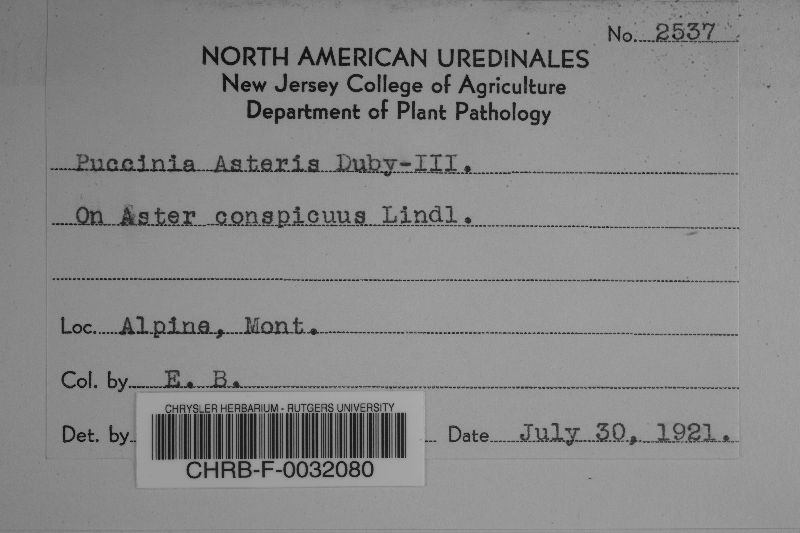 No. 2537
NORTH AMERICAN UREDINALES
New Jersey College of Agriculture
Department of Plant Pathology
Puccinia Asteris Duby-III.
On Aster conspicuus Lindl.
Loc. Alpine, Mont.
Col. by E. B.
CHRYSLER HERBARIUM - RUTGERS UNIVERSITY
Det. by Date July 30, 1921.
CHRB-F-0032080